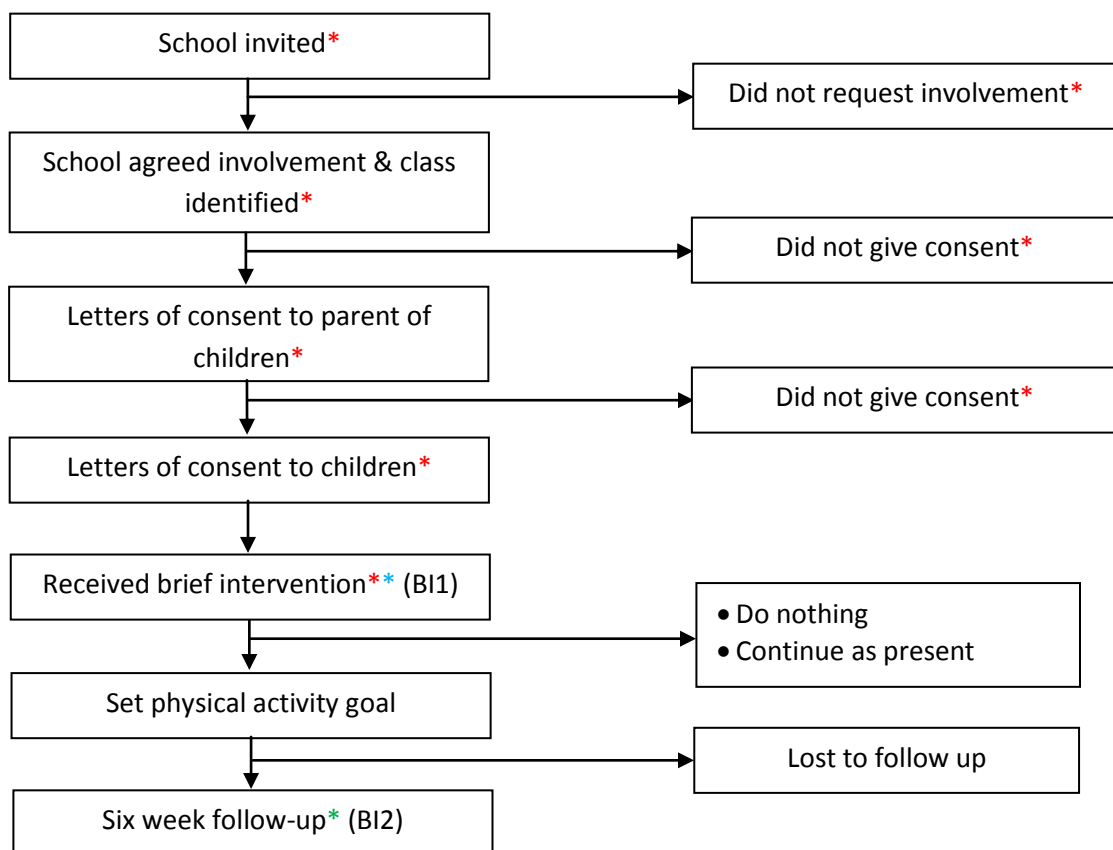 School invited*
Did not request involvement*
School agreed involvement & class
identified*
Did not give consent*
Letters of consent to parent of
children*
Did not give consent*
Letters of consent to children*
Received brief intervention** (BI1)
• Do nothing
• Continue as present
Set physical activity goal
Lost to follow up
Six week follow-up* (BI2)